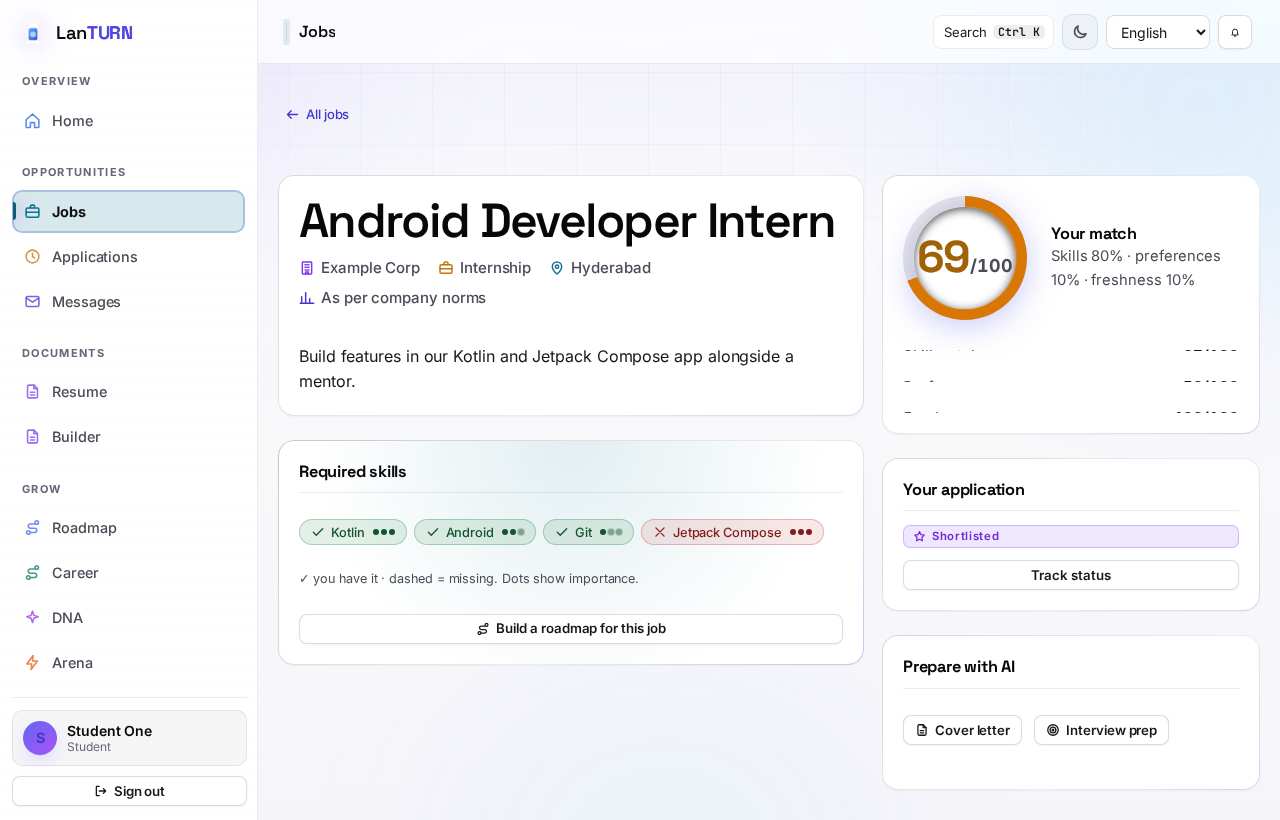 LanTURN
OVERVIEW
Home
OPPORTUNITIES
Jobs
Applications
Messages
DOCUMENTS
Resume
Builder
GROW
Roadmap
Career
DNA
Arena
S
Student One
Student
Sign out
Jobs
Search Ctrl K
English
All jobs
Android Developer Intern
Example Corp Internship Hyderabad
As per company norms
Build features in our Kotlin and Jetpack Compose app alongside a
mentor.
Required skills
Kotlin Android Git Jetpack Compose
✓ you have it · dashed = missing. Dots show importance.
Build a roadmap for this job
69/100
Your match
Skills 80% · preferences
10% · freshness 10%
Your application
Shortlisted
Track status
Prepare with AI
Cover letter Interview prep